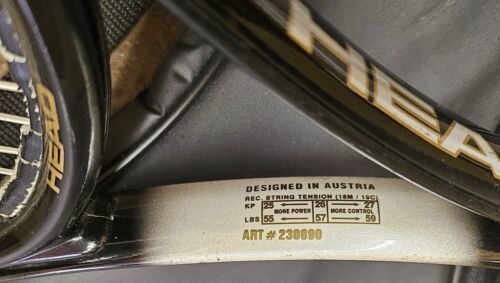 HEAD
HEA
DESIGNED IN AUSTRIA
REC. STRING TENSION (18M / 19C)
KP 25 26 27
MORE POWER MORE CONTROL
LBS 55 57 59
ART # 230890